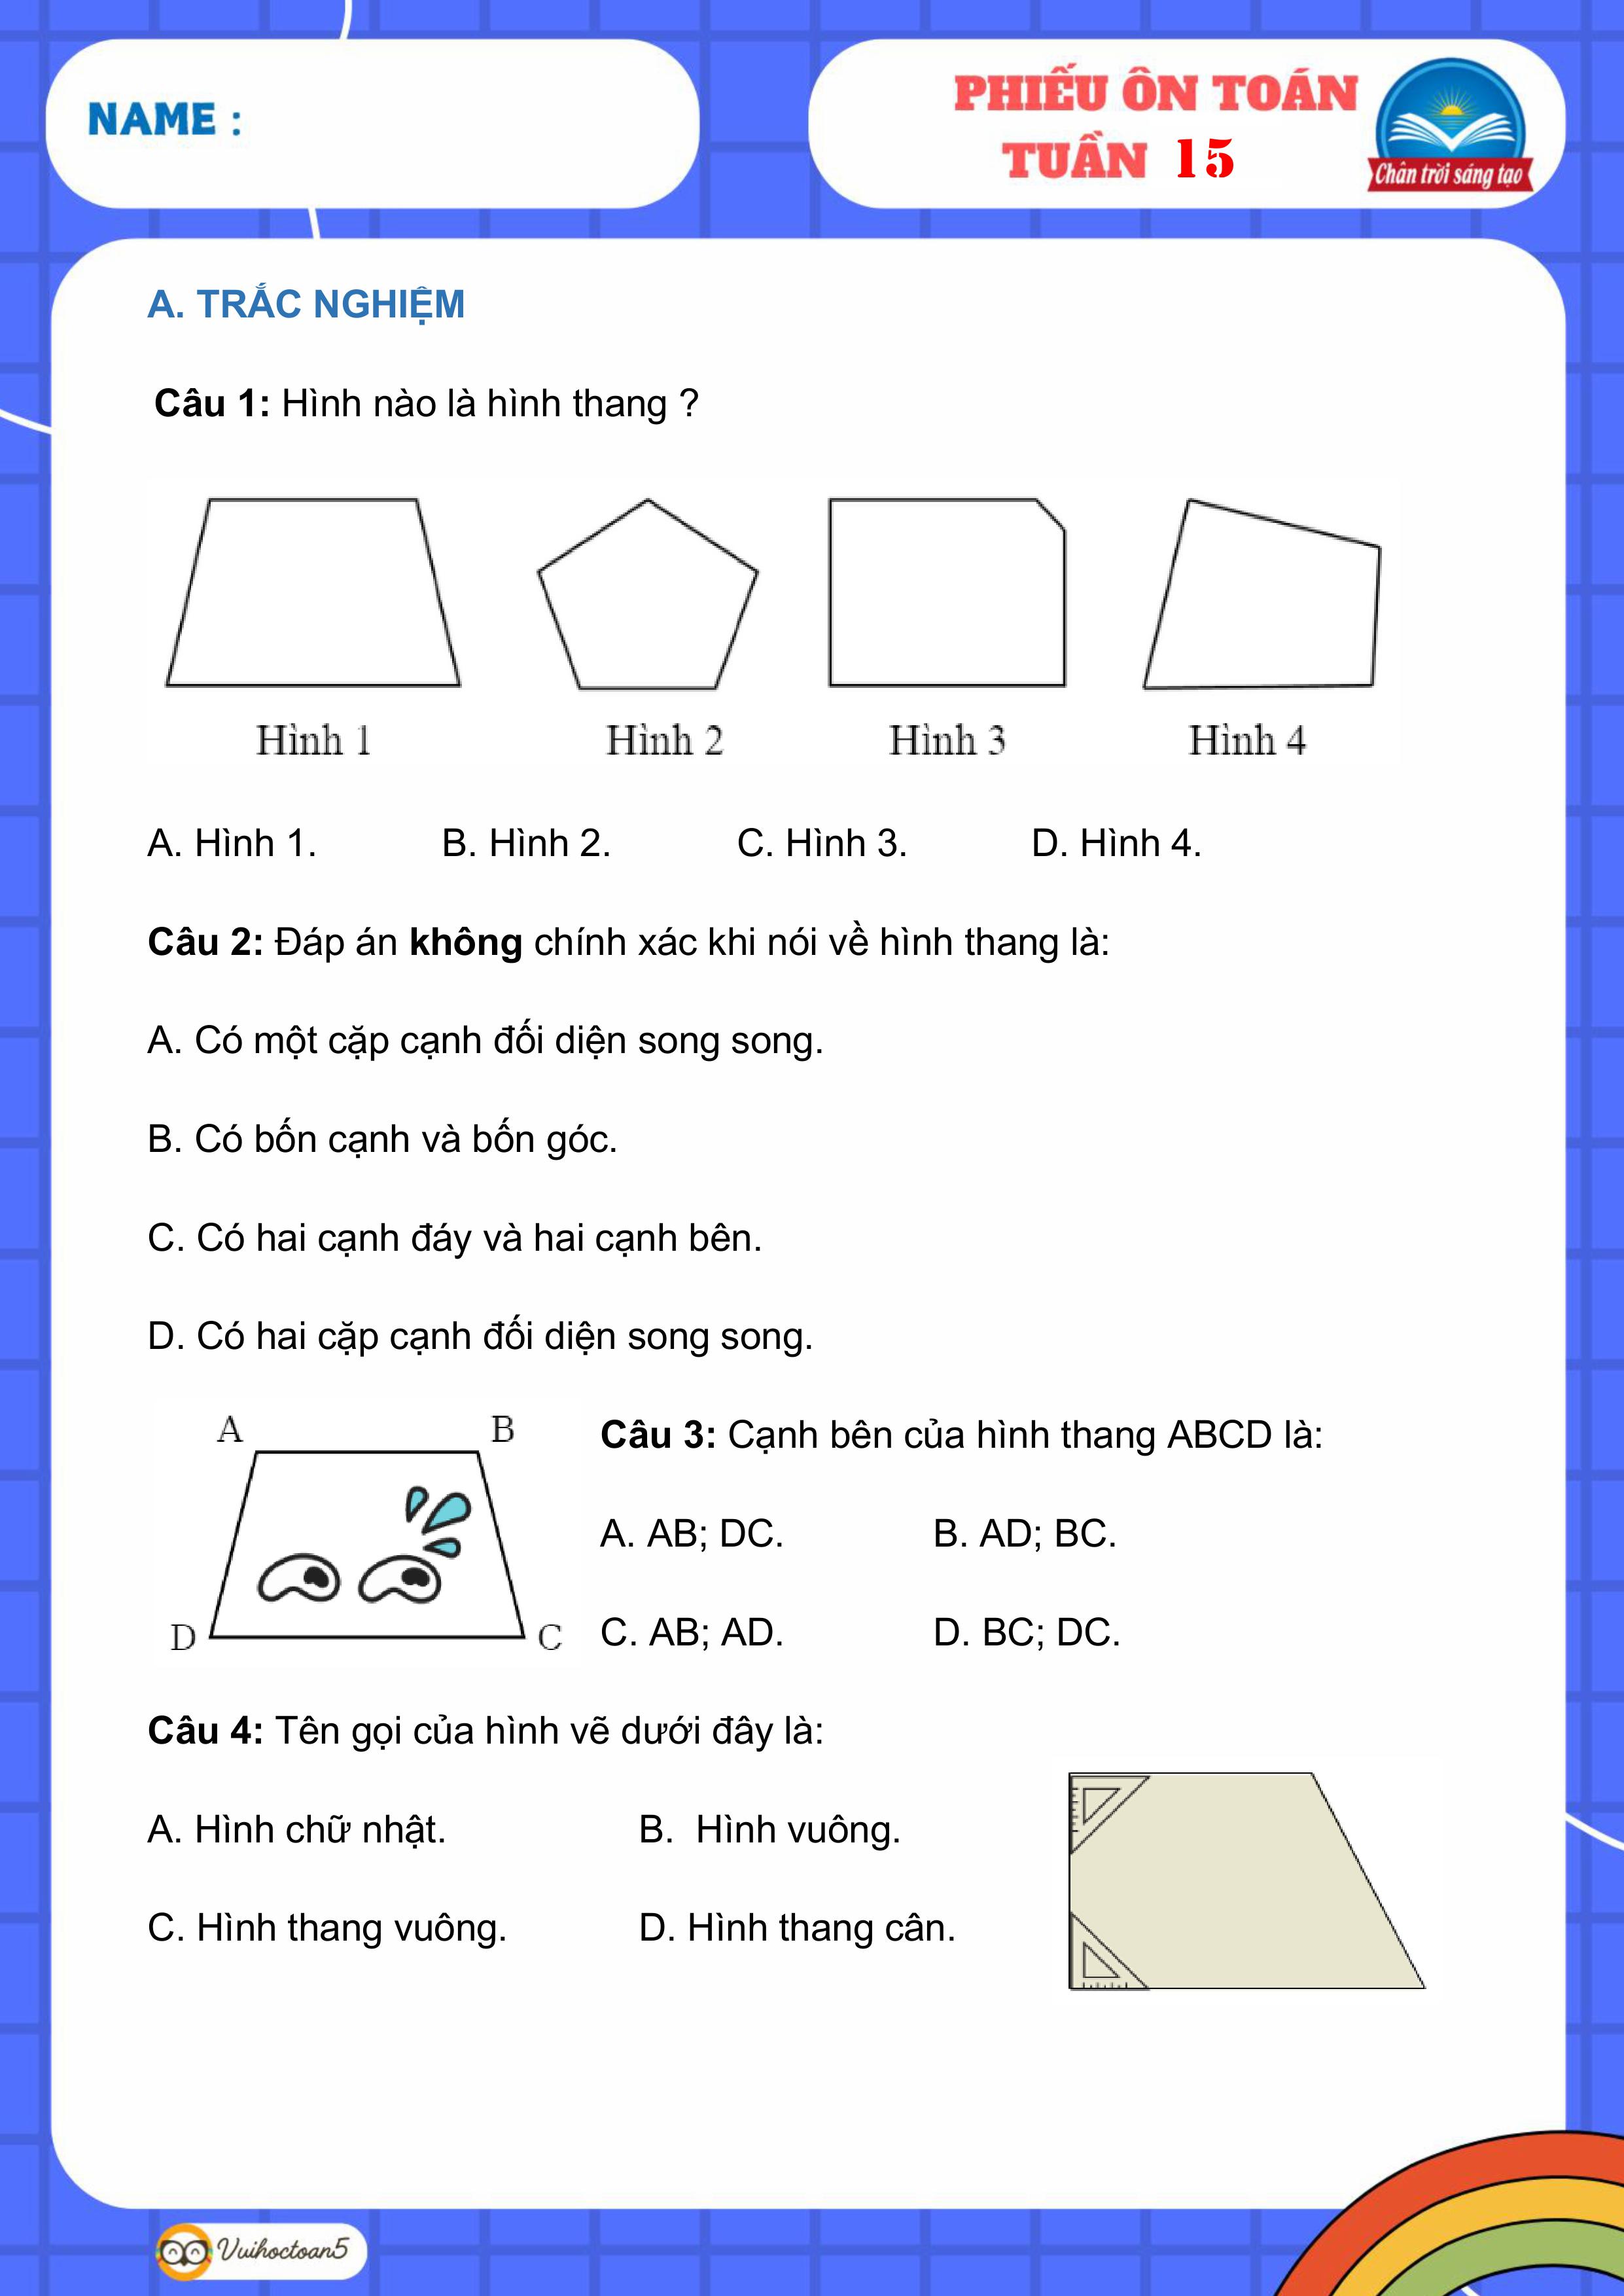 NAME :
PHIẾU ÔN TOÁN
TUẦN 15
Chân trời sáng tạo
A. TRẮC NGHIỆM
Câu 1: Hình nào là hình thang ?
Hình 1 Hình 2 Hình 3 Hình 4
A. Hình 1. B. Hình 2. C. Hình 3. D. Hình 4.
Câu 2: Đáp án không chính xác khi nói về hình thang là:
A. Có một cặp cạnh đối diện song song.
B. Có bốn cạnh và bốn góc.
C. Có hai cạnh đáy và hai cạnh bên.
D. Có hai cặp cạnh đối diện song song.
A B
D C
Câu 3: Cạnh bên của hình thang ABCD là:
A. AB; DC. B. AD; BC.
C. AB; AD. D. BC; DC.
Câu 4: Tên gọi của hình vẽ dưới đây là:
A. Hình chữ nhật. B. Hình vuông.
C. Hình thang vuông. D. Hình thang cân.
Vuihoctoan5